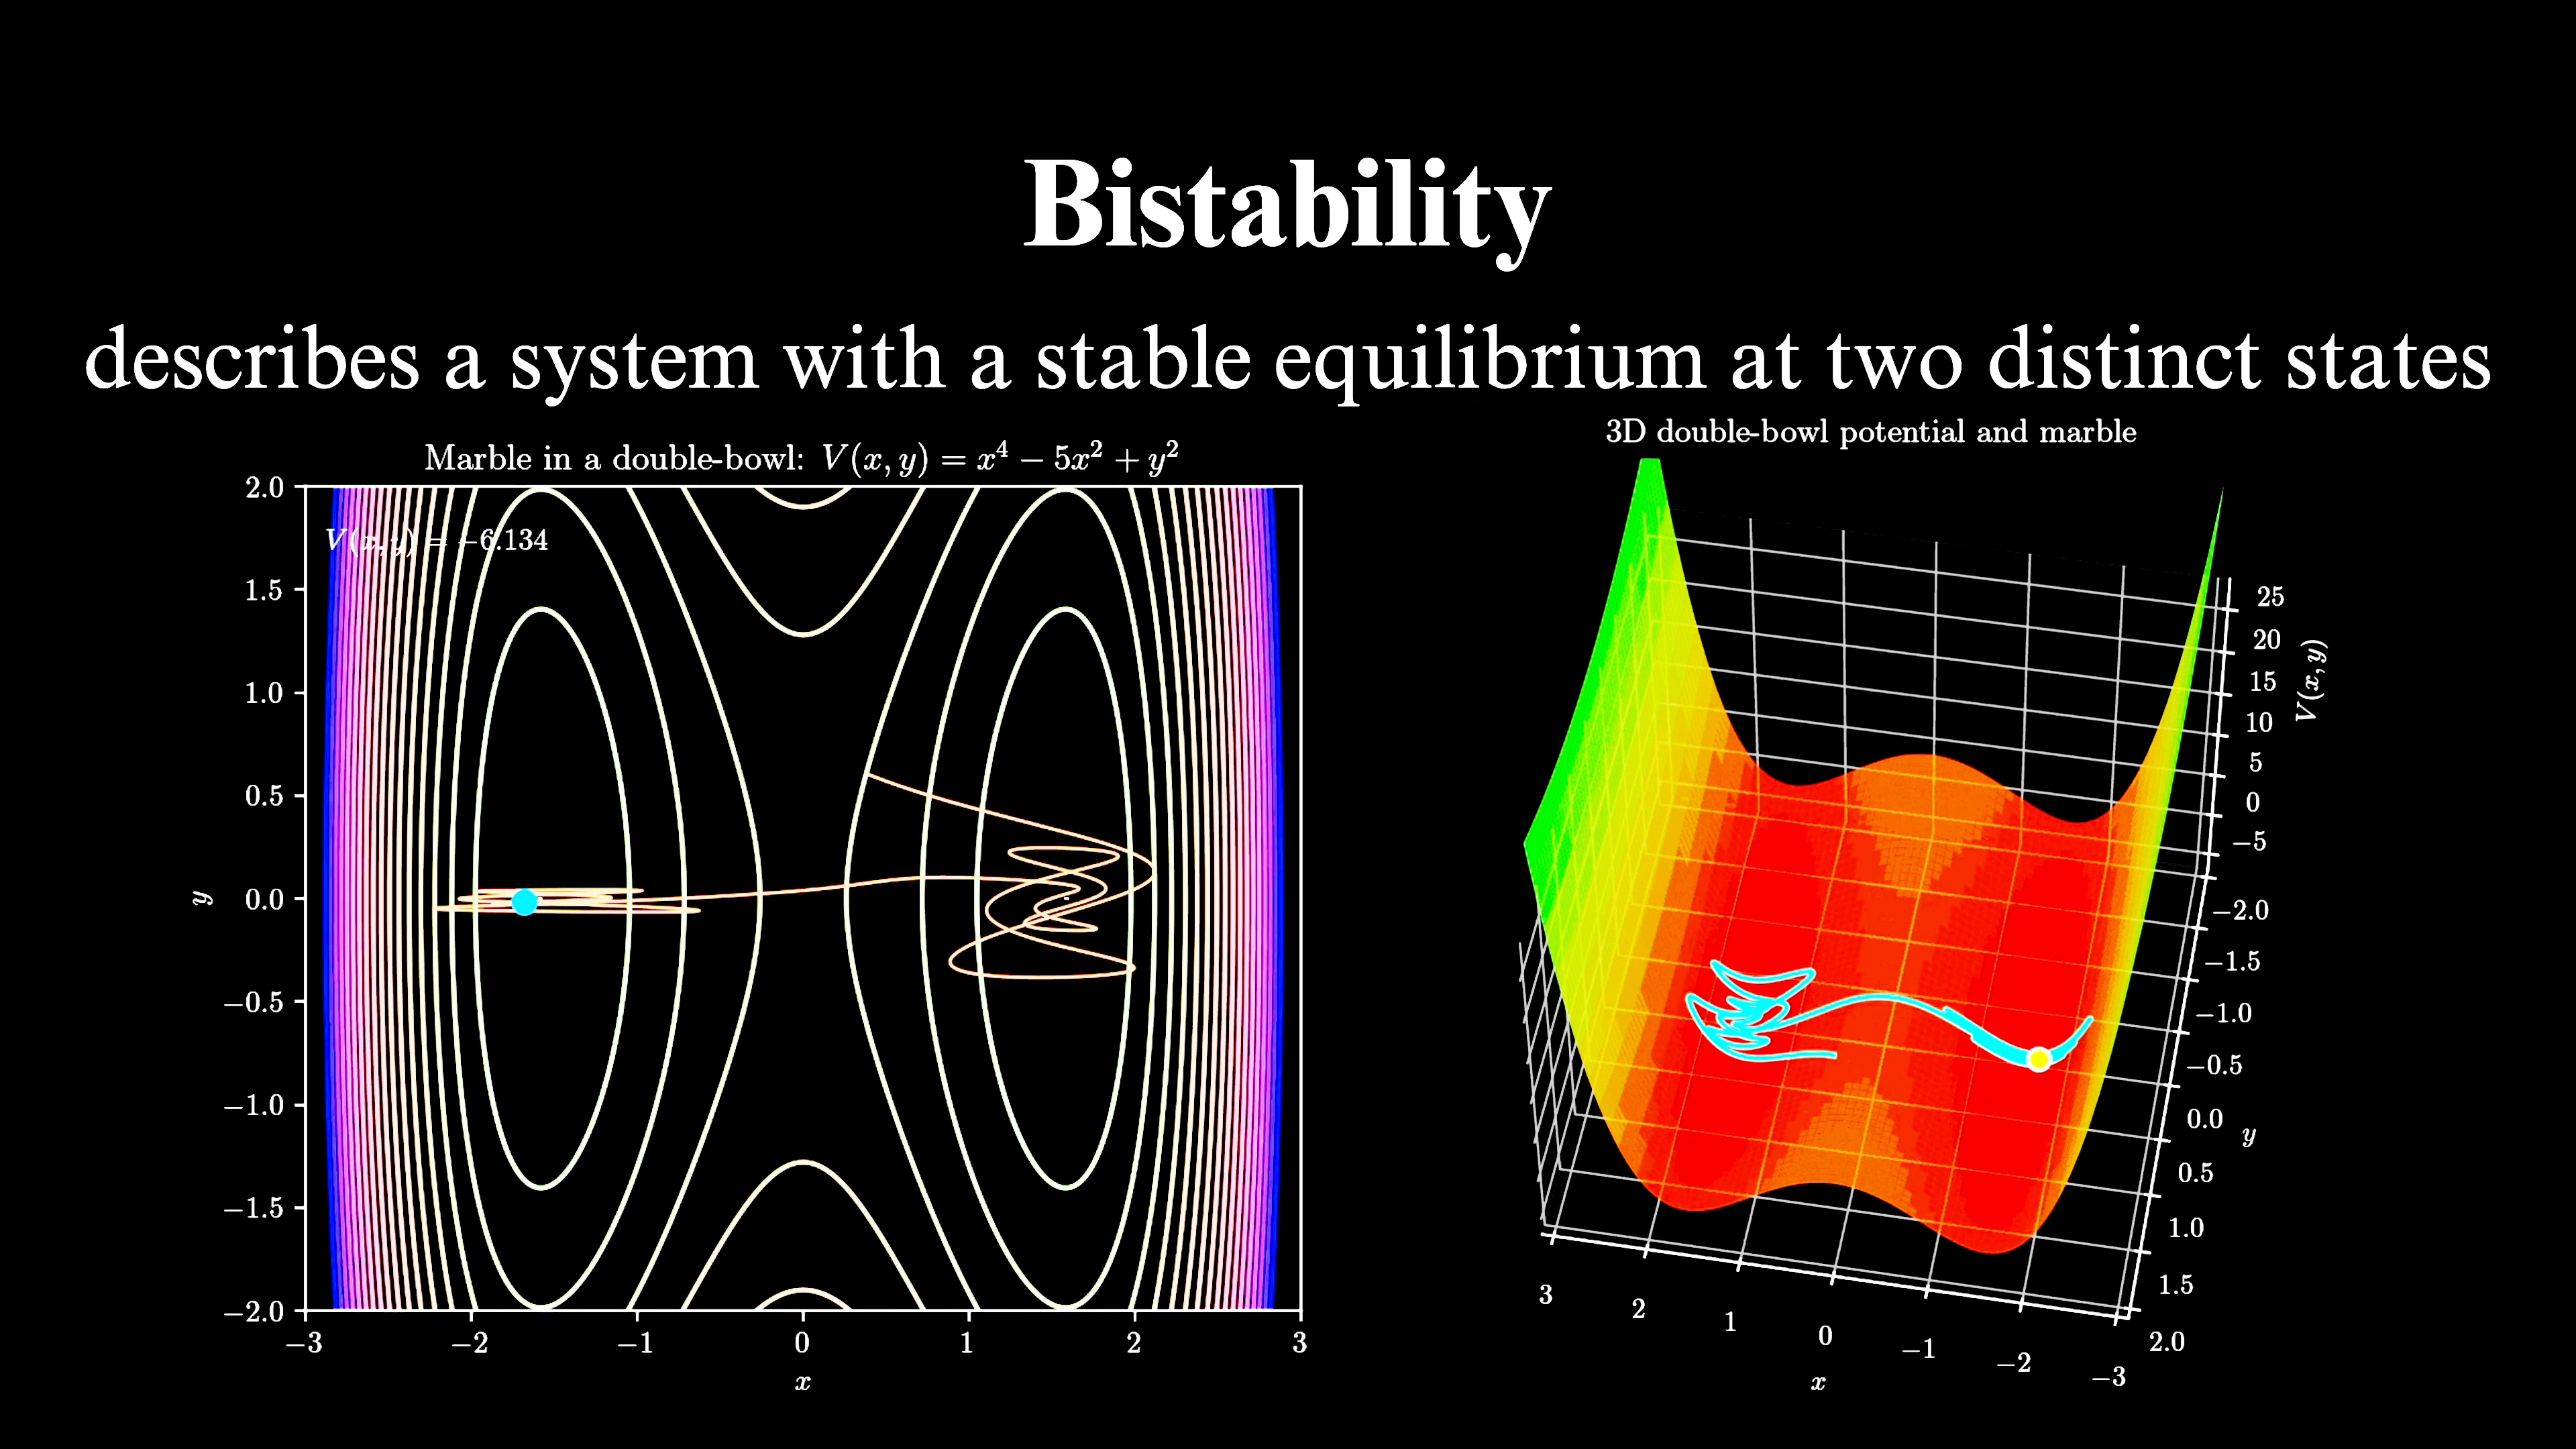 Bistability
describes a system with a stable equilibrium at two distinct states
Marble in a double-bowl: V(x, y) = x⁴ − 5x² + y²
V(x, y) = −6.134
2.0
1.5
1.0
0.5
0.0
−0.5
−1.0
−1.5
−2.0
y
−3 −2 −1 0 1 2 3
x
3D double-bowl potential and marble
25
20
15
10
5
0
−5
V(x, y)
−2.0
−1.5
−1.0
−0.5
0.0
0.5
1.0
1.5
2.0
y
3 2 1 0 −1 −2 −3
x